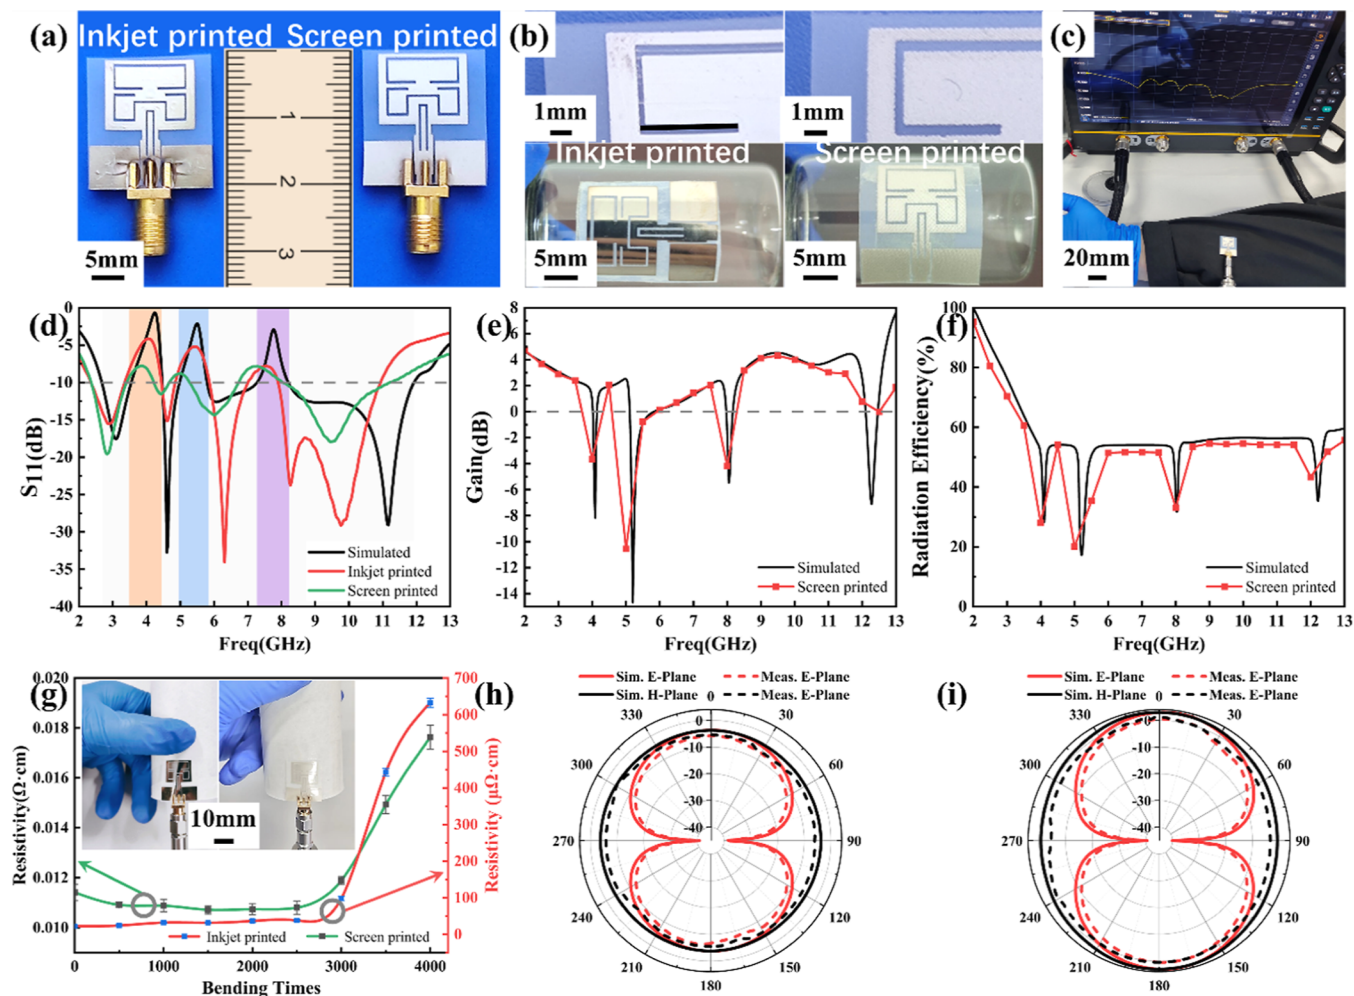 (a) Inkjet printed Screen printed
1
2
3
5mm
(b)
1mm
1mm
Inkjet printed
Screen printed
5mm
5mm
(c)
20mm
(d)
S11(dB)
0
-5
-10
-15
-20
-25
-30
-35
-40
Simulated
Inkjet printed
Screen printed
2 3 4 5 6 7 8 9 10 11 12 13
Freq(GHz)
(e)
Gain(dB)
8
6
4
2
0
-2
-4
-6
-8
-10
-12
-14
Simulated
Screen printed
2 3 4 5 6 7 8 9 10 11 12 13
Freq(GHz)
(f)
Radiation Efficiency(%)
100
80
60
40
20
0
Simulated
Screen printed
2 3 4 5 6 7 8 9 10 11 12 13
Freq(GHz)
(g)
Resistivity(Ω·cm)
0.020
0.018
0.016
0.014
0.012
0.010
10mm
Inkjet printed
Screen printed
0 1000 2000 3000 4000
Bending Times
700
600
500
400
300
200
100
0
Resistivity (μΩ·cm)
(h)
Sim. E-Plane Meas. E-Plane
Sim. H-Plane Meas. E-Plane
0
30
60
90
120
150
180
210
240
270
300
330
0
-10
-20
-30
-40
(i)
Sim. E-Plane Meas. E-Plane
Sim. H-Plane Meas. E-Plane
0
30
60
90
120
150
180
210
240
270
300
330
0
-10
-20
-30
-40